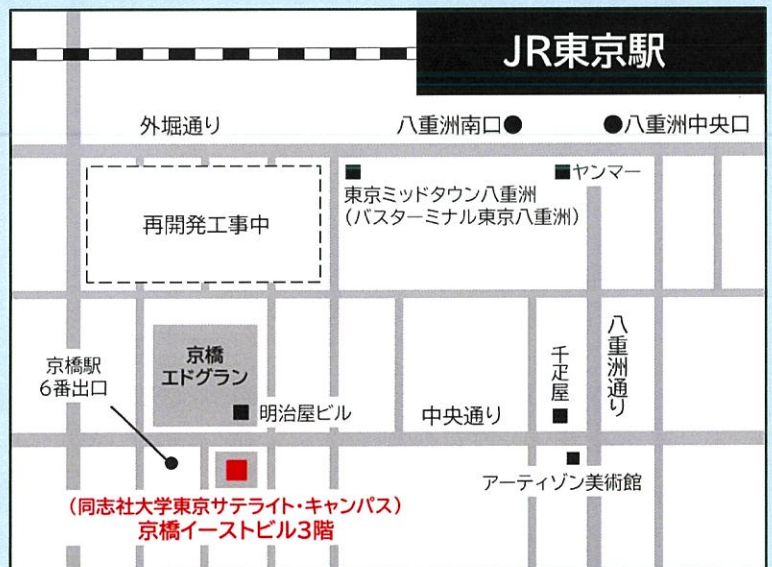 JR東京駅
外堀通り
八重洲南口●
●八重洲中央口
■ヤンマー
東京ミッドタウン八重洲
（バスターミナル東京八重洲）
再開発工事中
八重洲通り
千疋屋
京橋
エドグラン
京橋駅
6番出口
■明治屋ビル
中央通り
アーティゾン美術館
（同志社大学東京サテライト・キャンパス）
京橋イーストビル3階